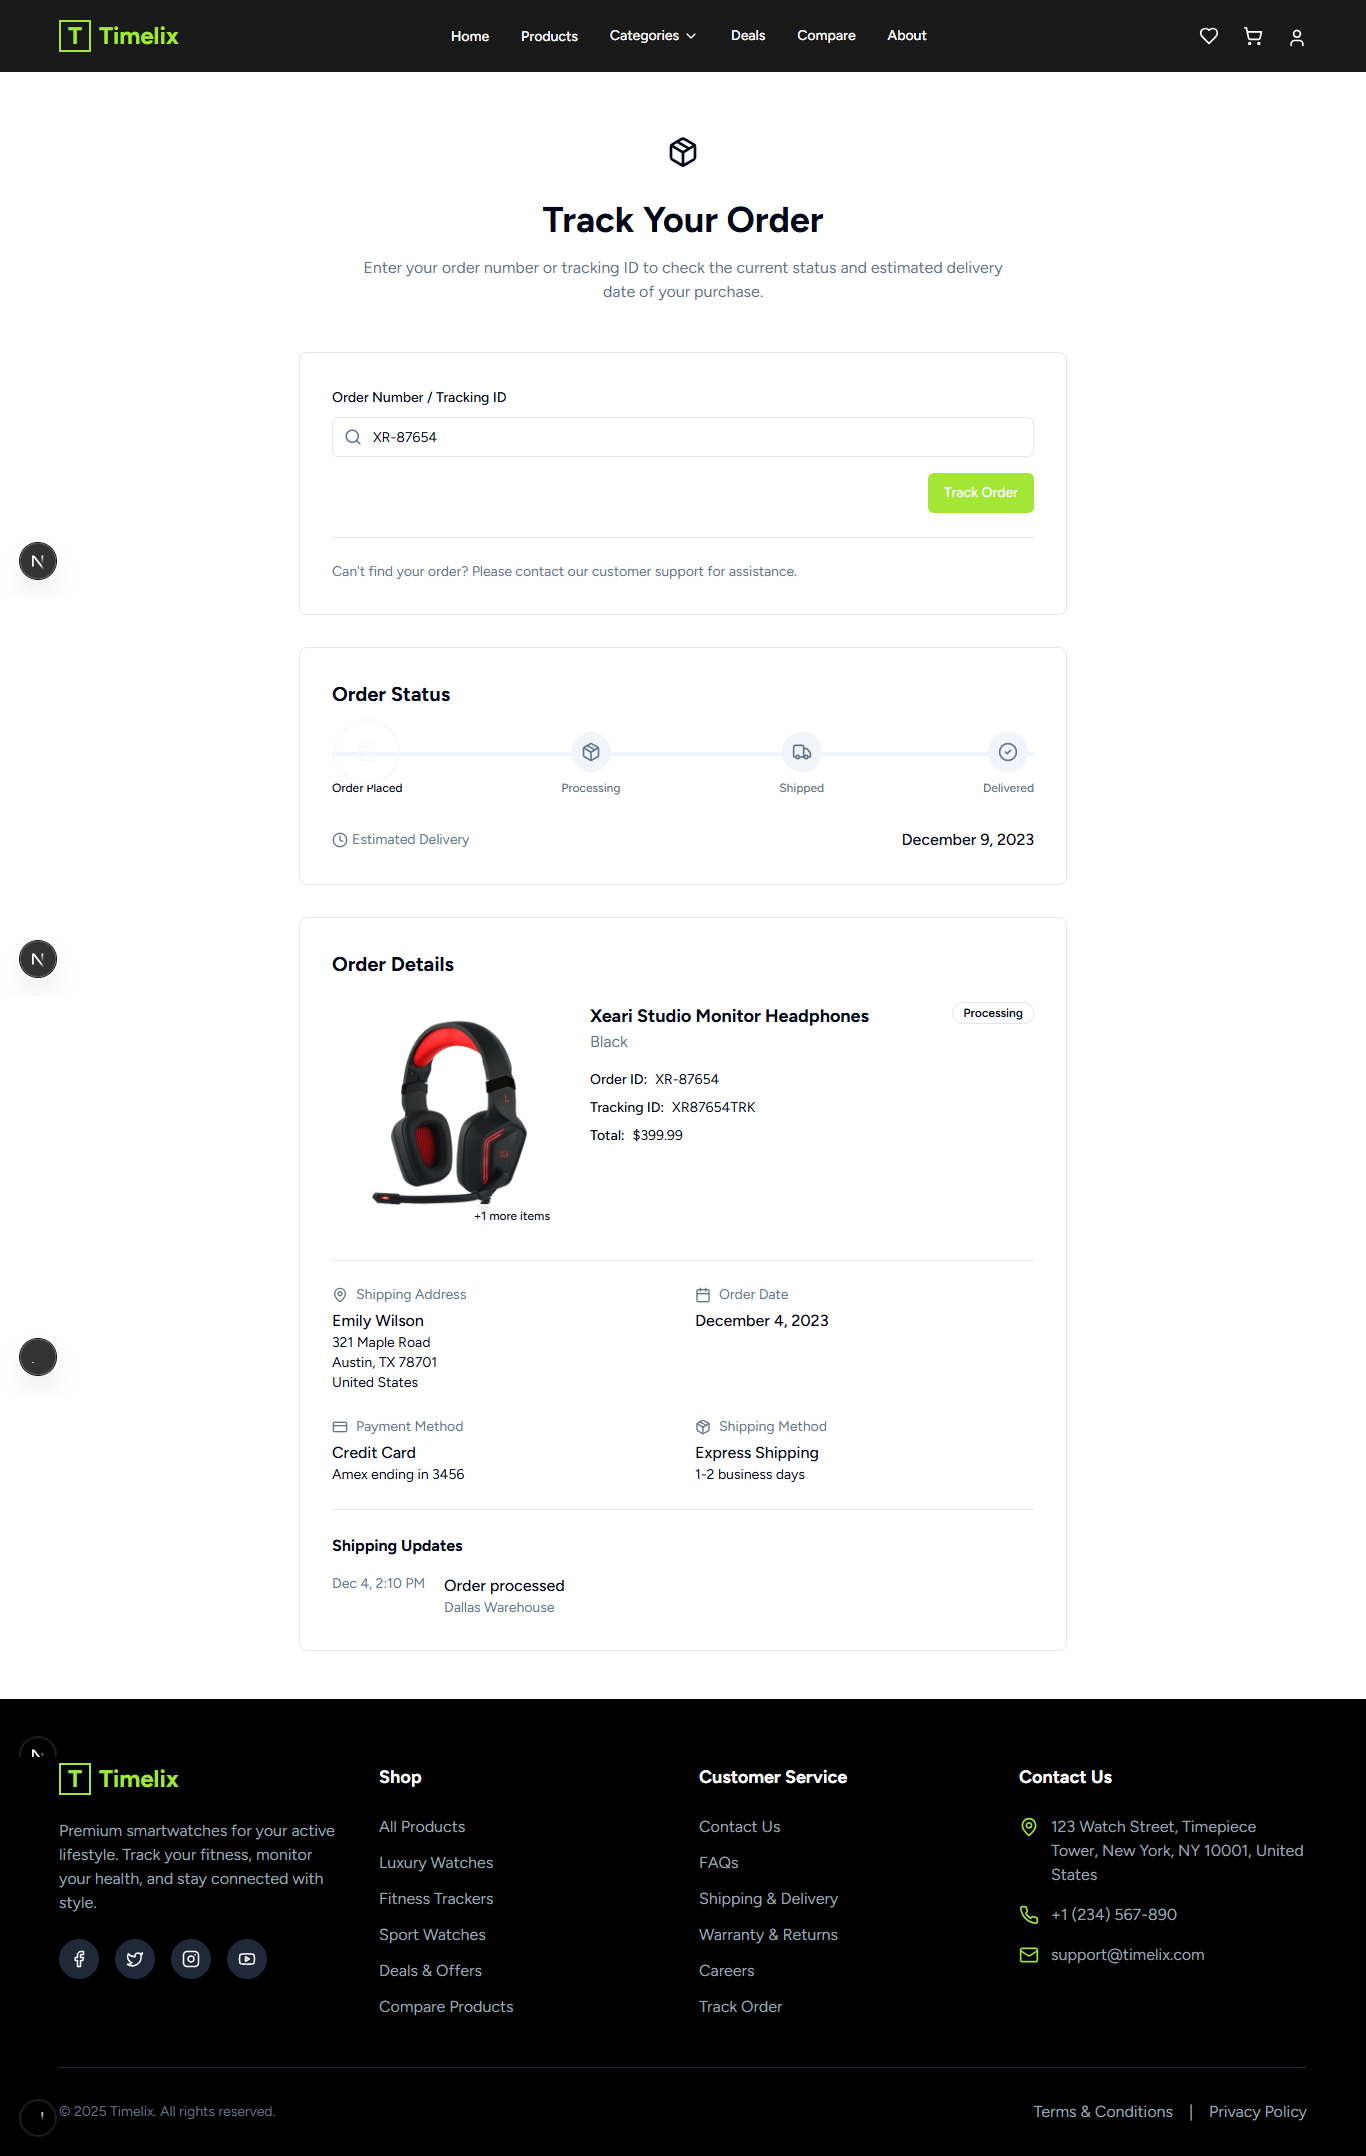 T Timelix
Home Products Categories Deals Compare About
Track Your Order
Enter your order number or tracking ID to check the current status and estimated delivery
date of your purchase.
Order Number / Tracking ID
XR-87654
Track Order
N
Can't find your order? Please contact our customer support for assistance.
Order Status
Order Placed Processing Shipped Delivered
Estimated Delivery December 9, 2023
N
Order Details
Xeari Studio Monitor Headphones Processing
Black
Order ID: XR-87654
Tracking ID: XR87654TRK
Total: $399.99
+1 more items
Shipping Address Order Date
Emily Wilson December 4, 2023
321 Maple Road
Austin, TX 78701
United States
Payment Method Shipping Method
Credit Card Express Shipping
Amex ending in 3456 1-2 business days
Shipping Updates
Dec 4, 2:10 PM Order processed
Dallas Warehouse
N
T Timelix Shop Customer Service Contact Us
Premium smartwatches for your active
lifestyle. Track your fitness, monitor
your health, and stay connected with
style.
All Products
Luxury Watches
Fitness Trackers
Sport Watches
Deals & Offers
Compare Products
Contact Us
FAQs
Shipping & Delivery
Warranty & Returns
Careers
Track Order
123 Watch Street, Timepiece
Tower, New York, NY 10001, United
States
+1 (234) 567-890
support@timelix.com
© 2025 Timelix. All rights reserved. Terms & Conditions | Privacy Policy